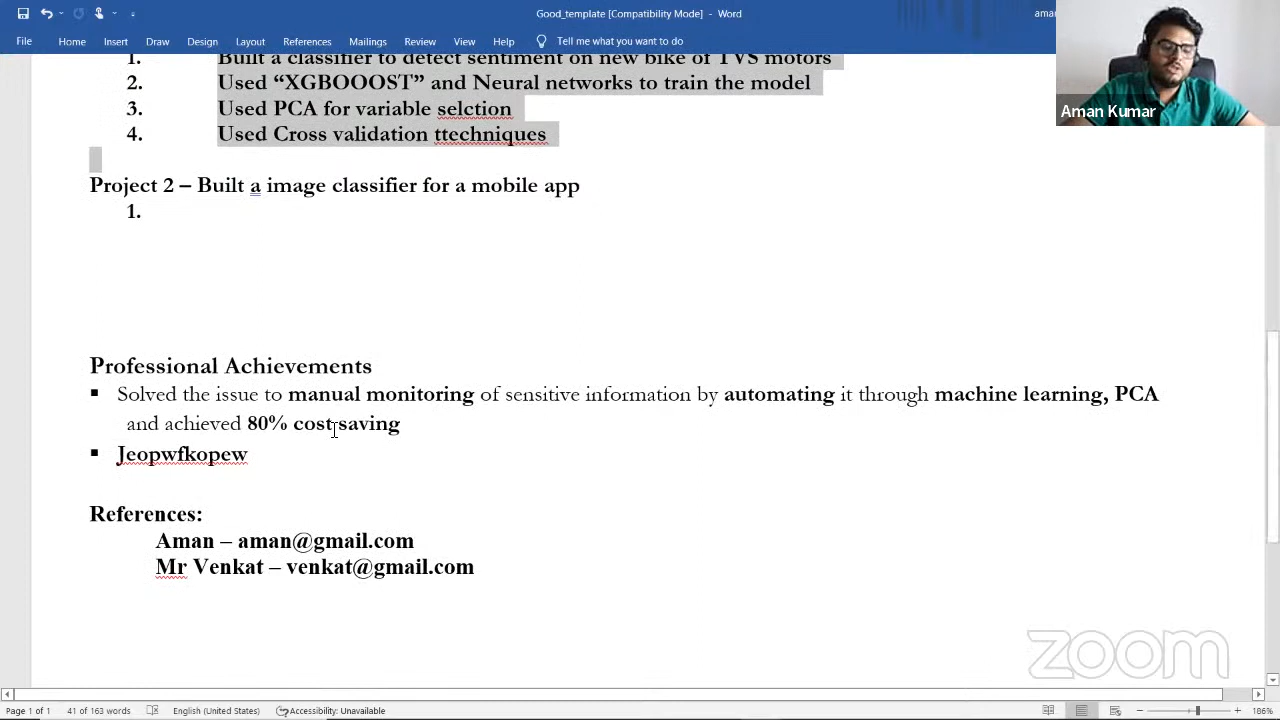 Good_template [Compatibility Mode] - Word
aman
File Home Insert Draw Design Layout References Mailings Review View Help Tell me what you want to do
Aman Kumar
1. Built a classifier to detect sentiment on new bike of TVS motors
2. Used “XGBOOOST” and Neural networks to train the model
3. Used PCA for variable selction
4. Used Cross validation ttechniques
Project 2 – Built a image classifier for a mobile app
1.
Professional Achievements
▪ Solved the issue to manual monitoring of sensitive information by automating it through machine learning, PCA
and achieved 80% cost saving
▪ Jeopwfkopew
References:
Aman – aman@gmail.com
Mr Venkat – venkat@gmail.com
zoom
Page 1 of 1 41 of 163 words English (United States) Accessibility: Unavailable 186%